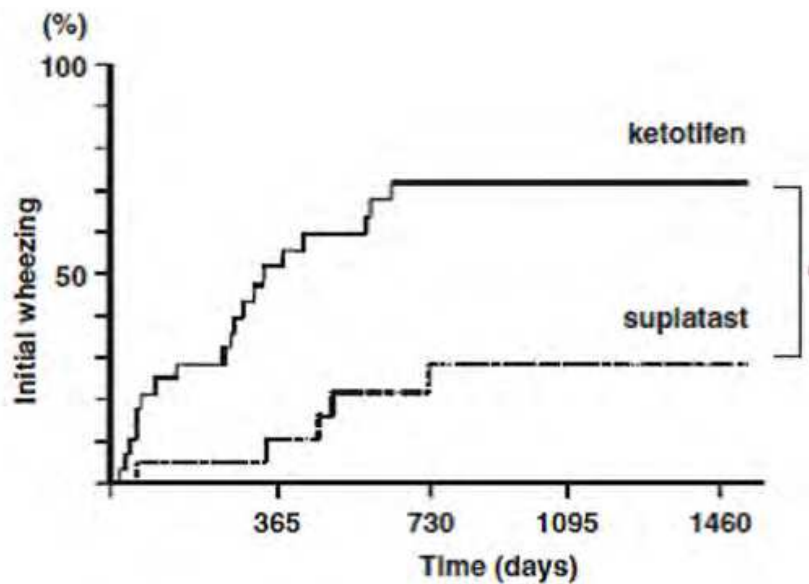 (%)
100
ketotifen
50
suplatast
Initial wheezing
365 730 1095 1460
Time (days)